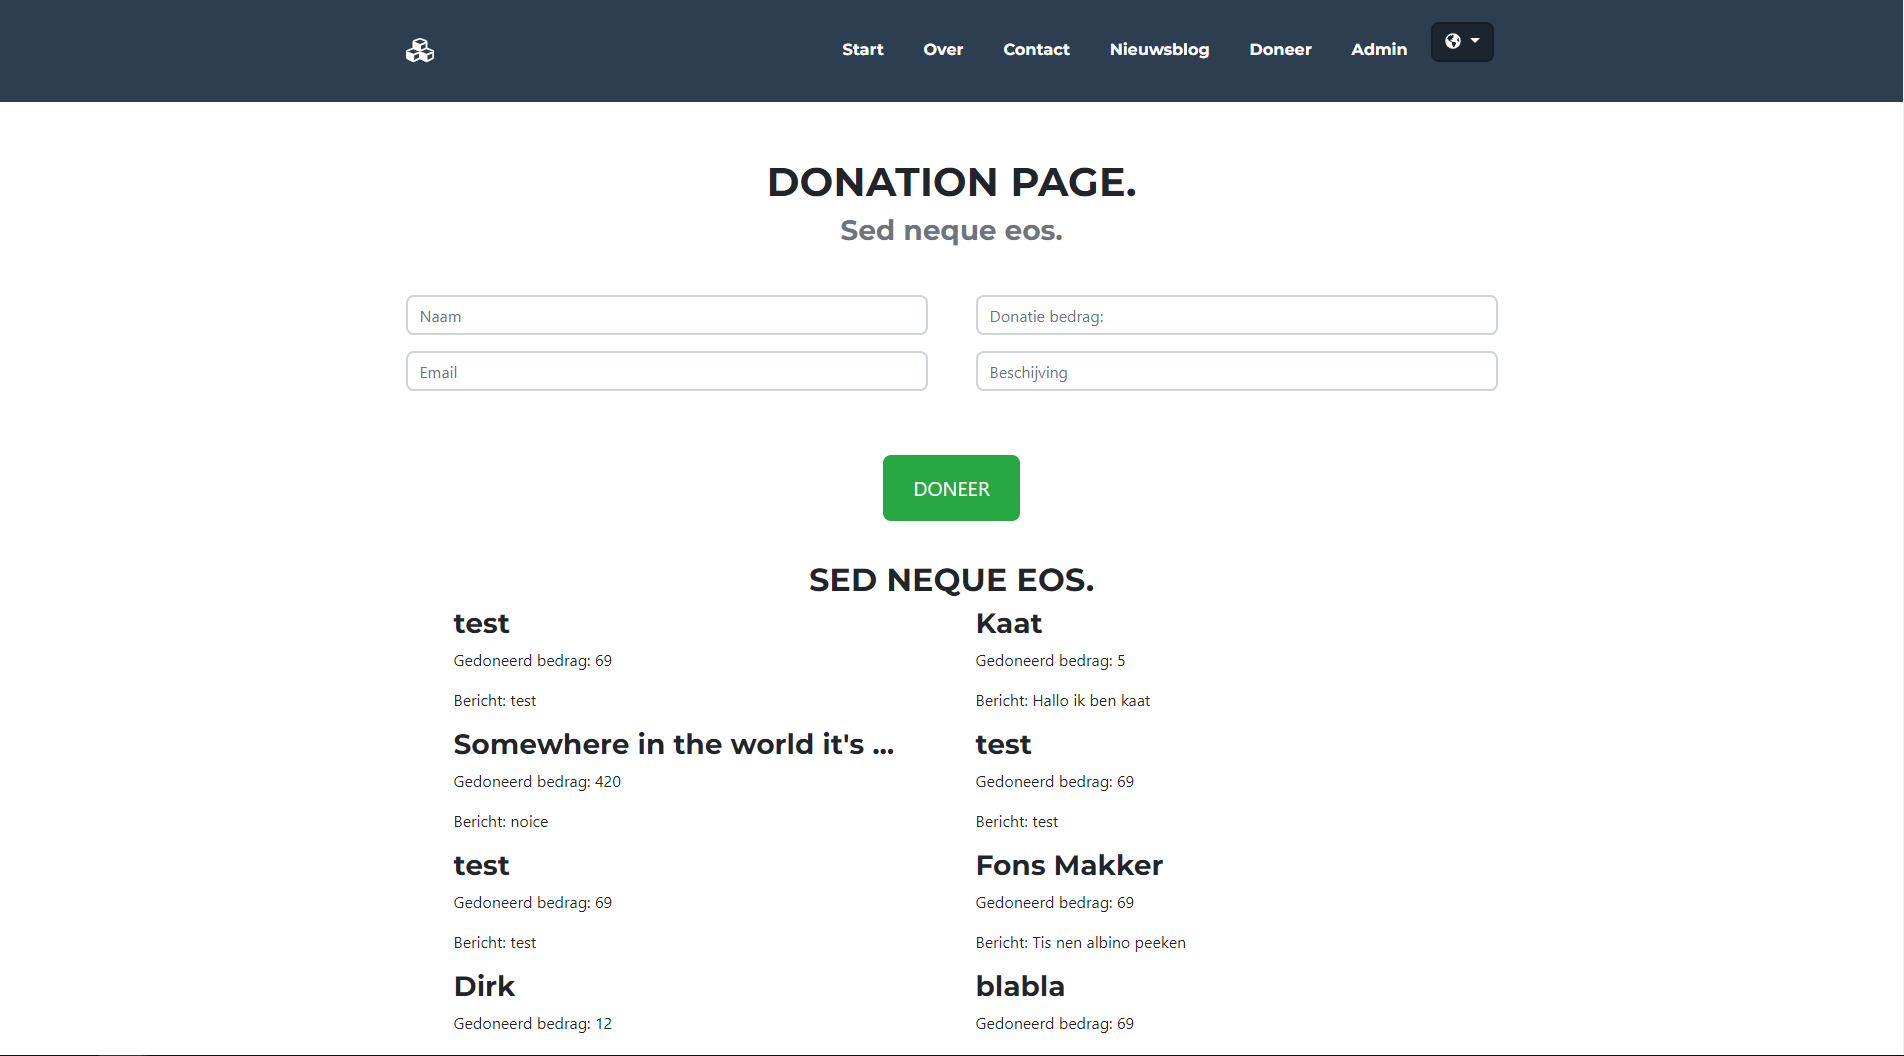 Start Over Contact Nieuwsblog Doneer Admin
DONATION PAGE.
Sed neque eos.
Naam
Donatie bedrag:
Email
Beschijving
DONEER
SED NEQUE EOS.
test
Gedoneerd bedrag: 69
Bericht: test
Kaat
Gedoneerd bedrag: 5
Bericht: Hallo ik ben kaat
Somewhere in the world it's ...
Gedoneerd bedrag: 420
Bericht: noice
test
Gedoneerd bedrag: 69
Bericht: test
test
Gedoneerd bedrag: 69
Bericht: test
Fons Makker
Gedoneerd bedrag: 69
Bericht: Tis nen albino peeken
Dirk
Gedoneerd bedrag: 12
blabla
Gedoneerd bedrag: 69